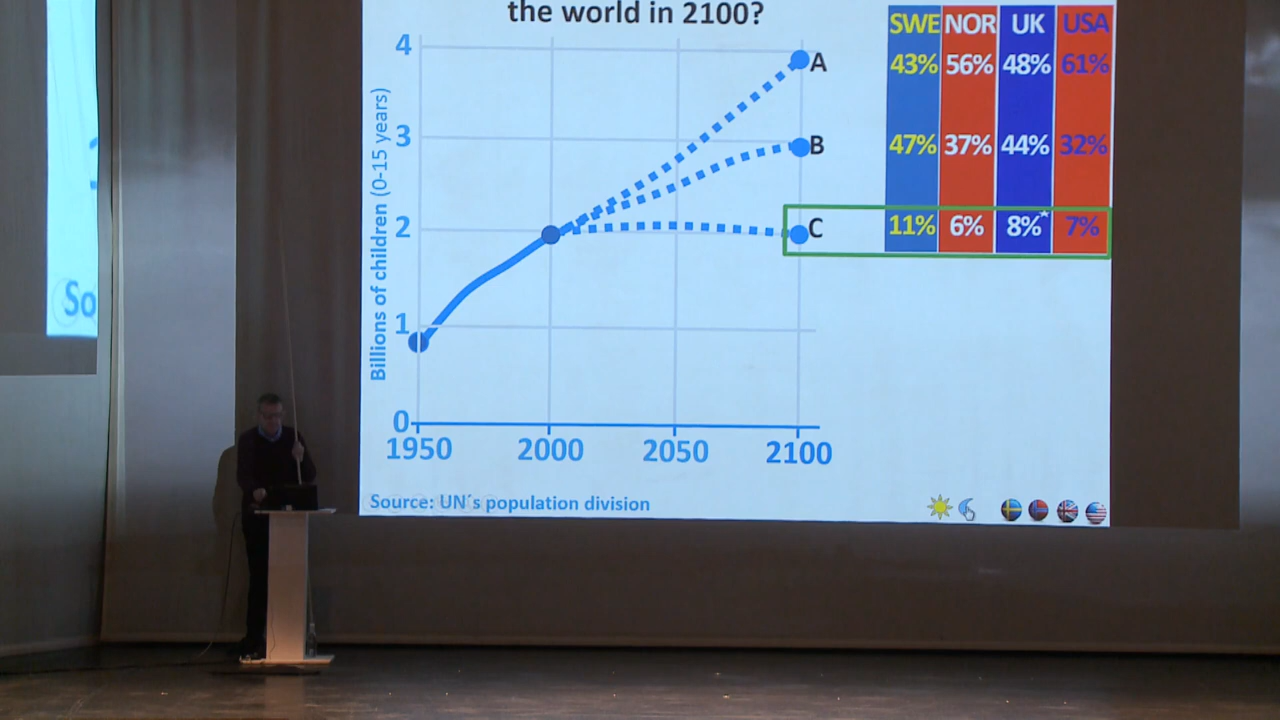 the world in 2100?
SWE NOR UK USA
43% 56% 48% 61%
47% 37% 44% 32%
11% 6% 8%* 7%
4
3
2
1
0
Billions of children (0-15 years)
A
B
C
1950 2000 2050 2100
Source: UN´s population division
So